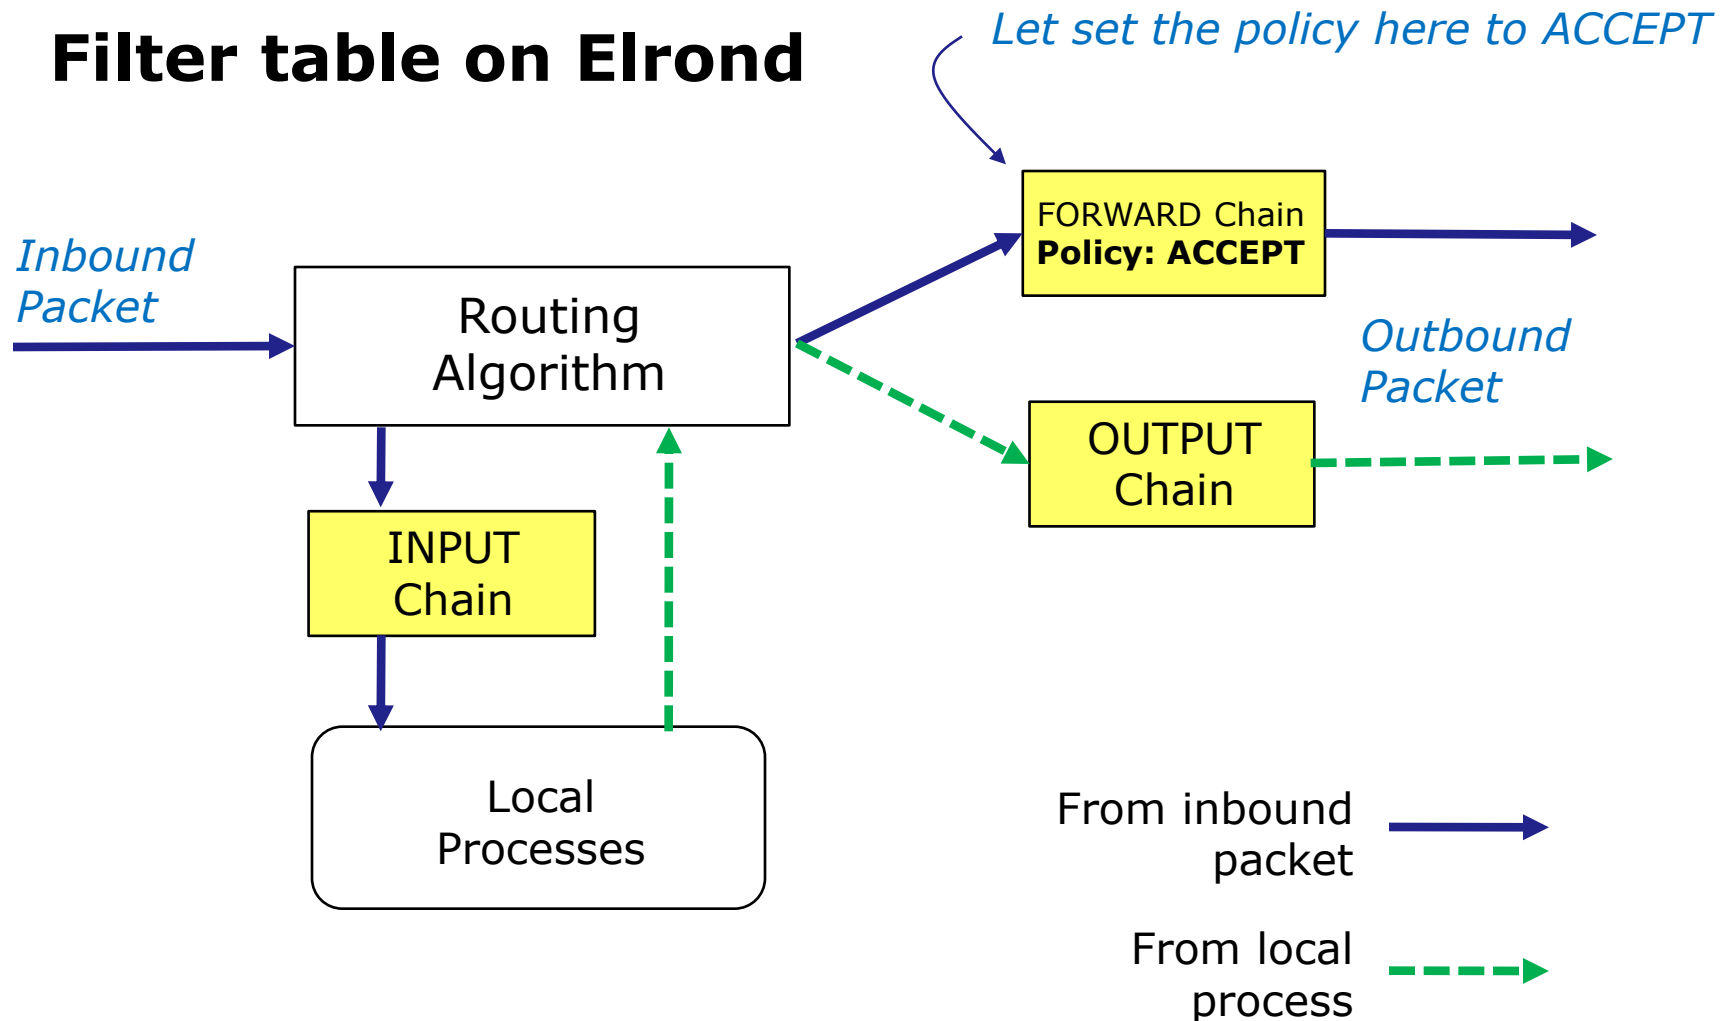 Filter table on Elrond
Let set the policy here to ACCEPT
Inbound
Packet
Routing
Algorithm
FORWARD Chain
Policy: ACCEPT
Outbound
Packet
OUTPUT
Chain
INPUT
Chain
Local
Processes
From inbound
packet
From local
process